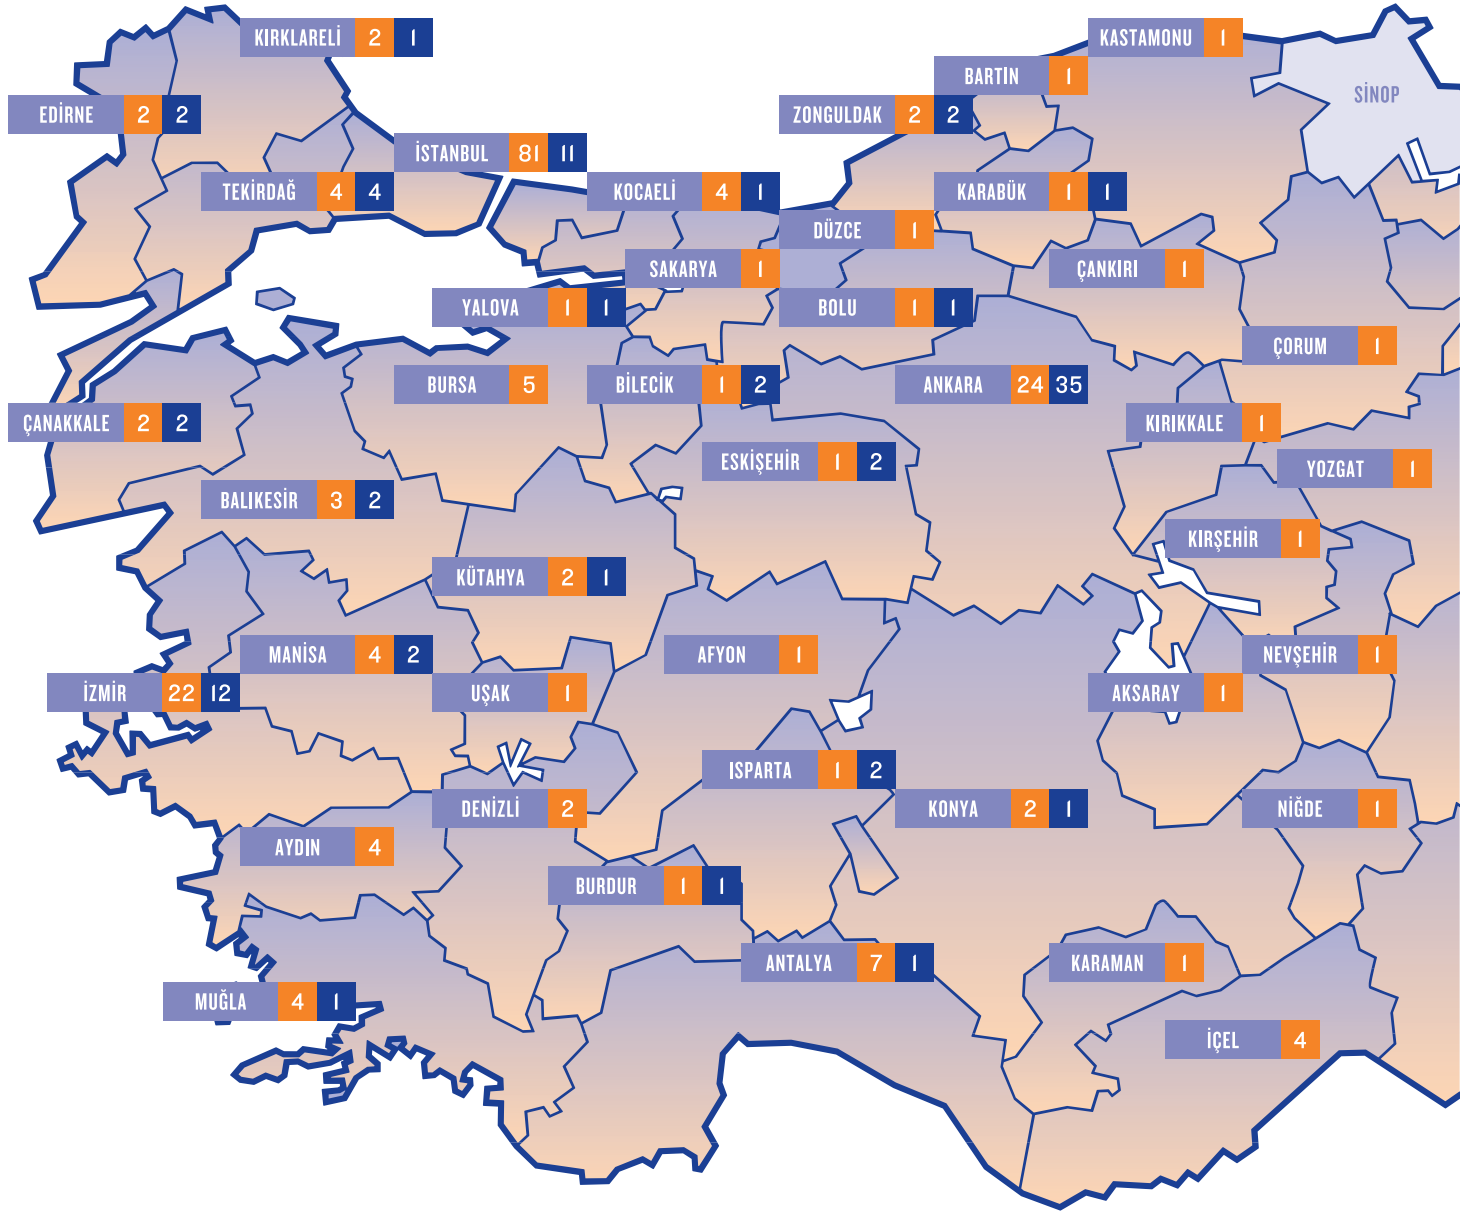 KIRKLARELİ 2 1
KASTAMONU 1
BARTIN 1
SİNOP
EDİRNE 2 2
ZONGULDAK 2 2
İSTANBUL 81 11
TEKİRDAĞ 4 4
KOCAELİ 4 1
KARABÜK 1 1
DÜZCE 1
SAKARYA 1
ÇANKIRI 1
YALOVA 1 1
BOLU 1 1
ÇORUM 1
BURSA 5
BİLECİK 1 2
ANKARA 24 35
ÇANAKKALE 2 2
KIRIKKALE 1
ESKİŞEHİR 1 2
YOZGAT 1
BALIKESİR 3 2
KIRŞEHİR 1
KÜTAHYA 2 1
MANİSA 4 2
AFYON 1
NEVŞEHİR 1
İZMİR 22 12
UŞAK 1
AKSARAY 1
ISPARTA 1 2
DENİZLİ 2
KONYA 2 1
NİĞDE 1
AYDIN 4
BURDUR 1 1
ANTALYA 7 1
KARAMAN 1
MUĞLA 4 1
İÇEL 4